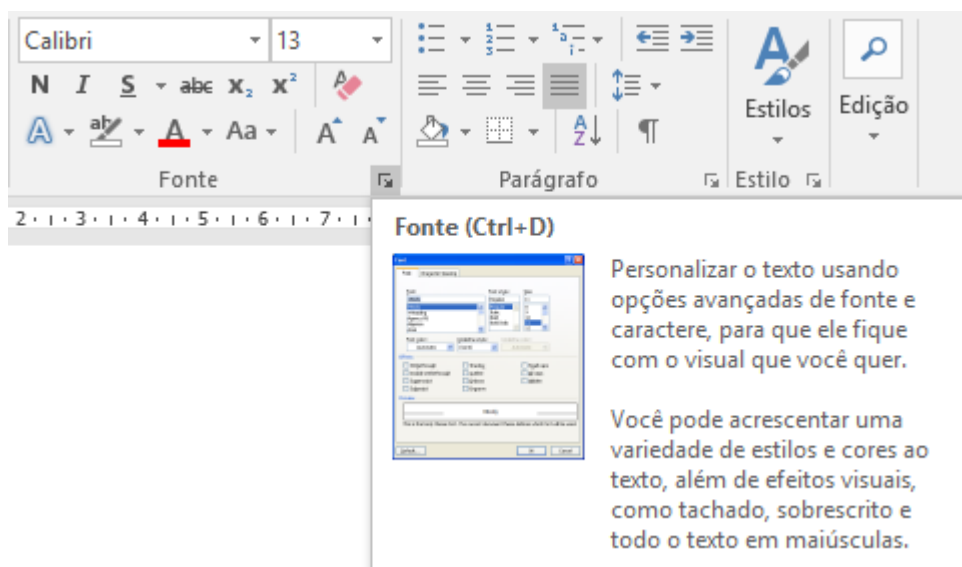 Calibri 13
N I S abc X₂ X²
A ab A Aa A A A Z ¶
Estilos
Edição
Fonte Parágrafo Estilo
2 · 3 · 4 · 5 · 6 · 7
Fonte (Ctrl+D)
Personalizar o texto usando
opções avançadas de fonte e
caractere, para que ele fique
com o visual que você quer.
Você pode acrescentar uma
variedade de estilos e cores ao
texto, além de efeitos visuais,
como tachado, sobrescrito e
todo o texto em maiúsculas.